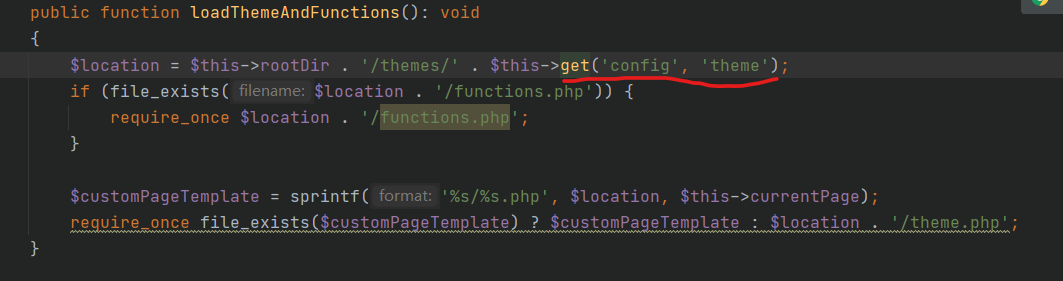 public function loadThemeAndFunctions(): void
{
$location = $this->rootDir . '/themes/' . $this->get('config', 'theme');
if (file_exists( filename: $location . '/functions.php')) {
require_once $location . '/functions.php';
}
$customPageTemplate = sprintf( format: '%s/%s.php', $location, $this->currentPage);
require_once file_exists($customPageTemplate) ? $customPageTemplate : $location . '/theme.php';
}